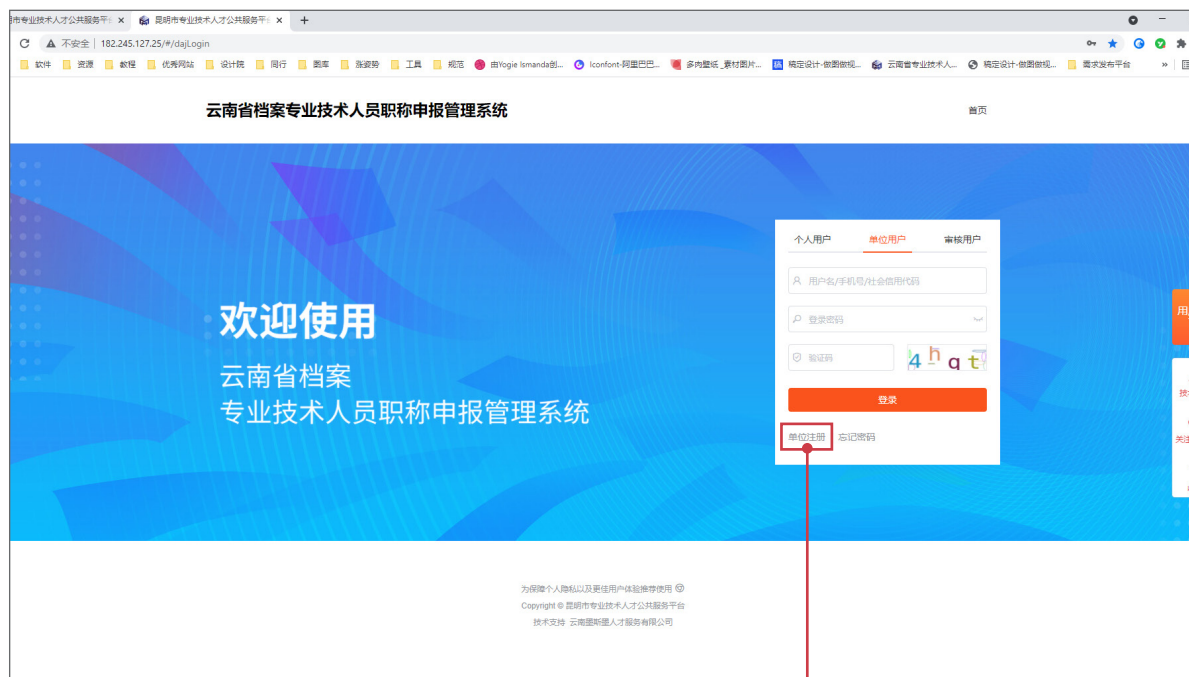 市专业技术人才公共服务平
昆明市专业技术人才公共服务平
不安全
182.245.127.25/#/dajLogin
软件
资源
教程
优秀网站
设计院
同行
图库
张姿势
工具
规范
由Yogie Ismanda创...
Iconfont-阿里巴巴...
多肉壁纸_素材图片...
稿定设计-做图做视...
云南省专业技术人...
稿定设计-做图做视...
需求发布平台
云南省档案专业技术人员职称申报管理系统
首页
个人用户
单位用户
审核用户
用户名/手机号/社会信用代码
登录密码
验证码
4hqt
登录
单位注册
忘记密码
欢迎使用
云南省档案
专业技术人员职称申报管理系统
用
技
关注
为保障个人隐私以及更佳用户体验推荐使用
Copyright © 昆明市专业技术人才公共服务平台
技术支持 云南墨斯墨人才服务有限公司